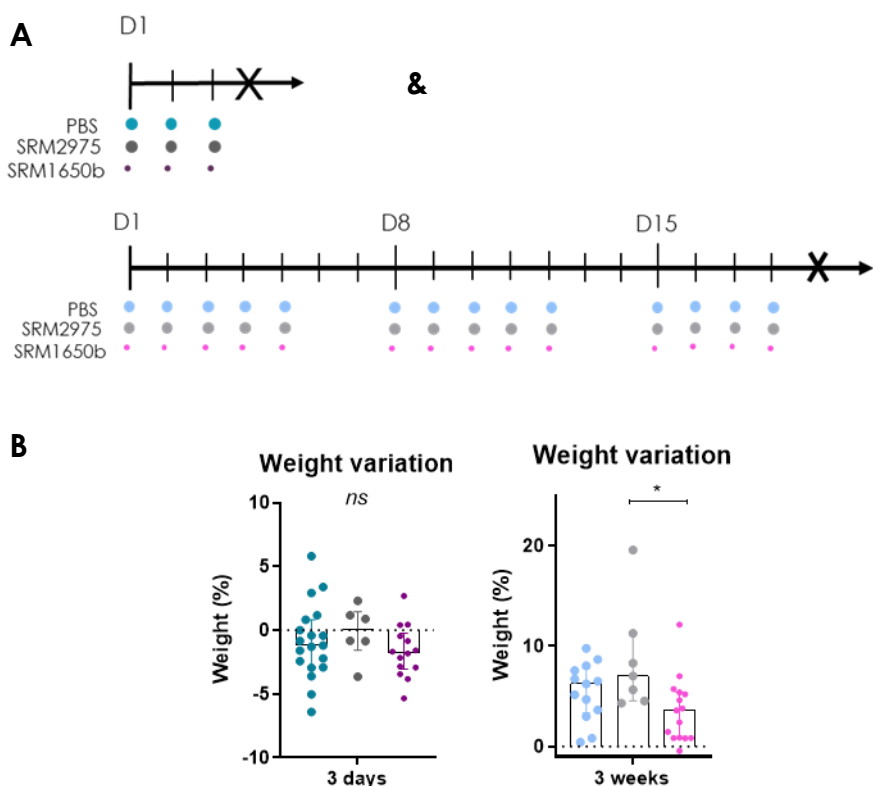 A
D1
&
PBS
SRM2975
SRM1650b
D1 D8 D15
PBS
SRM2975
SRM1650b
B
Weight variation
ns
Weight (%)
10
5
0
-5
-10
3 days
Weight variation
*
Weight (%)
20
10
0
3 weeks